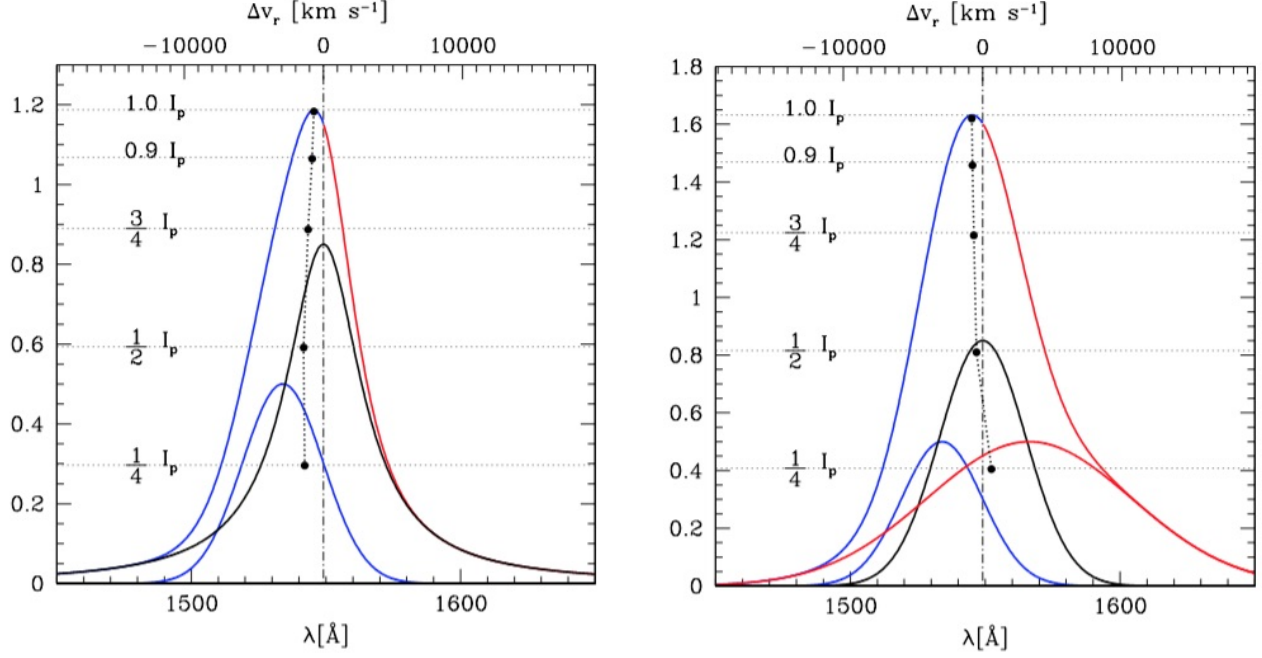 Δv_r [km s⁻¹]
−10000 0 10000
1.2
1
0.8
0.6
0.4
0.2
0
1.0 I_p
0.9 I_p
3/4 I_p
1/2 I_p
1/4 I_p
1500 1600
λ[Å]
Δv_r [km s⁻¹]
−10000 0 10000
1.8
1.6
1.4
1.2
1
0.8
0.6
0.4
0.2
0
1.0 I_p
0.9 I_p
3/4 I_p
1/2 I_p
1/4 I_p
1500 1600
λ[Å]